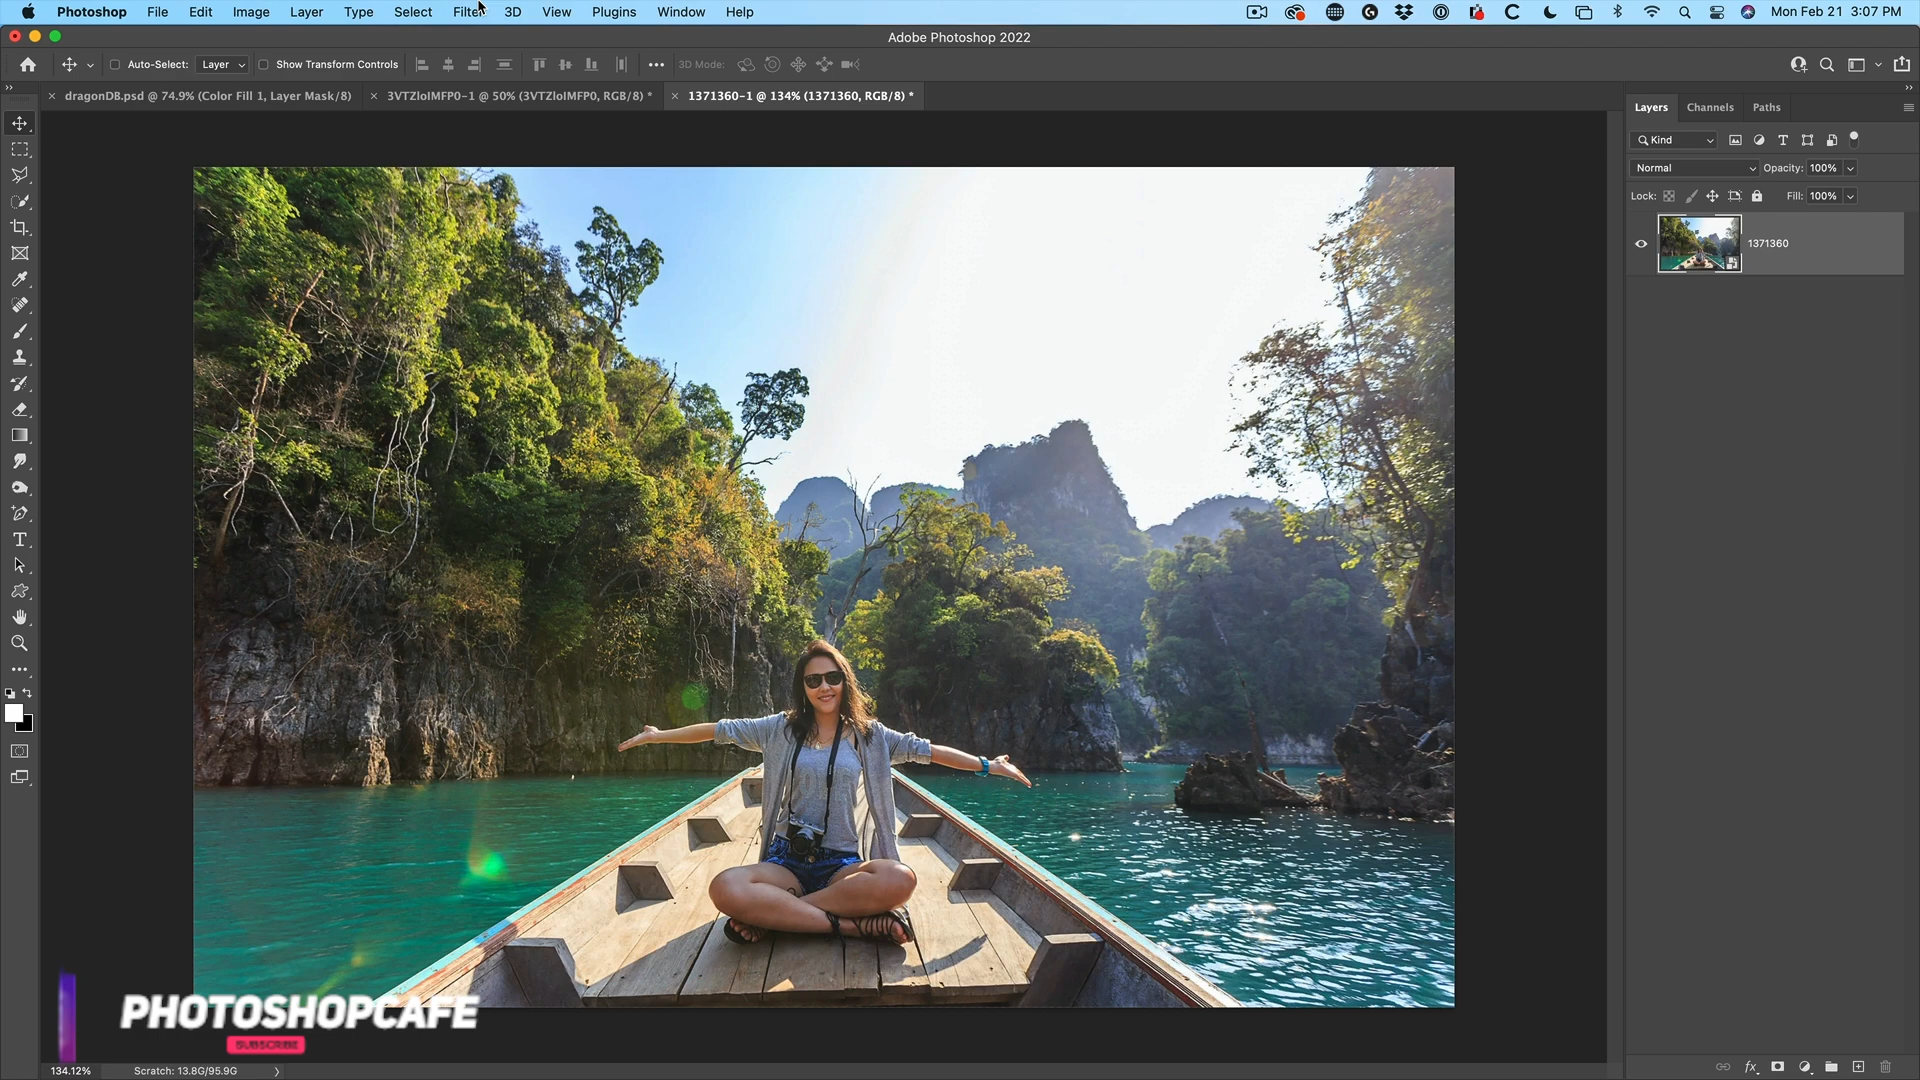 Photoshop File Edit Image Layer Type Select Filter 3D View Plugins Window Help Mon Feb 21 3:07 PM
Adobe Photoshop 2022
Auto-Select: Layer Show Transform Controls 3D Mode:
dragonDB.psd @ 74.9% (Color Fill 1, Layer Mask/8) 3VTZloIMFP0-1 @ 50% (3VTZloIMFP0, RGB/8) * 1371360-1 @ 134% (1371360, RGB/8) *
Layers Channels Paths
Kind
Normal Opacity: 100%
Lock: Fill: 100%
1371360
PHOTOSHOPCAFE
SUBSCRIBE
134.12% Scratch: 13.8G/95.9G